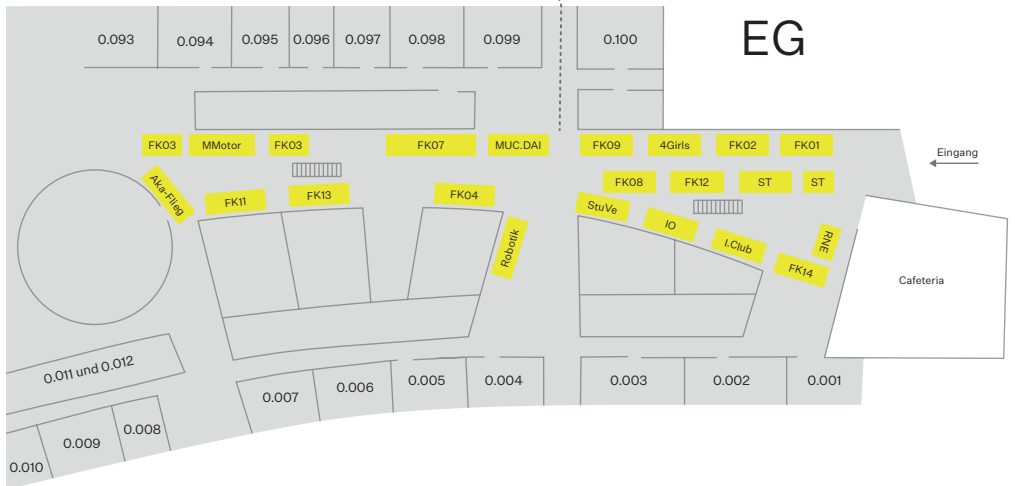 EG
0.093
0.094
0.095
0.096
0.097
0.098
0.099
0.100
FK03
MMotor
FK03
FK07
MUC.DAI
FK09
4Girls
FK02
FK01
Eingang
Aka-Flieg
FK11
FK13
FK04
Robotik
FK08
FK12
ST
ST
StuVe
IO
I.Club
FK14
RNE
Cafeteria
0.011 und 0.012
0.010
0.009
0.008
0.007
0.006
0.005
0.004
0.003
0.002
0.001